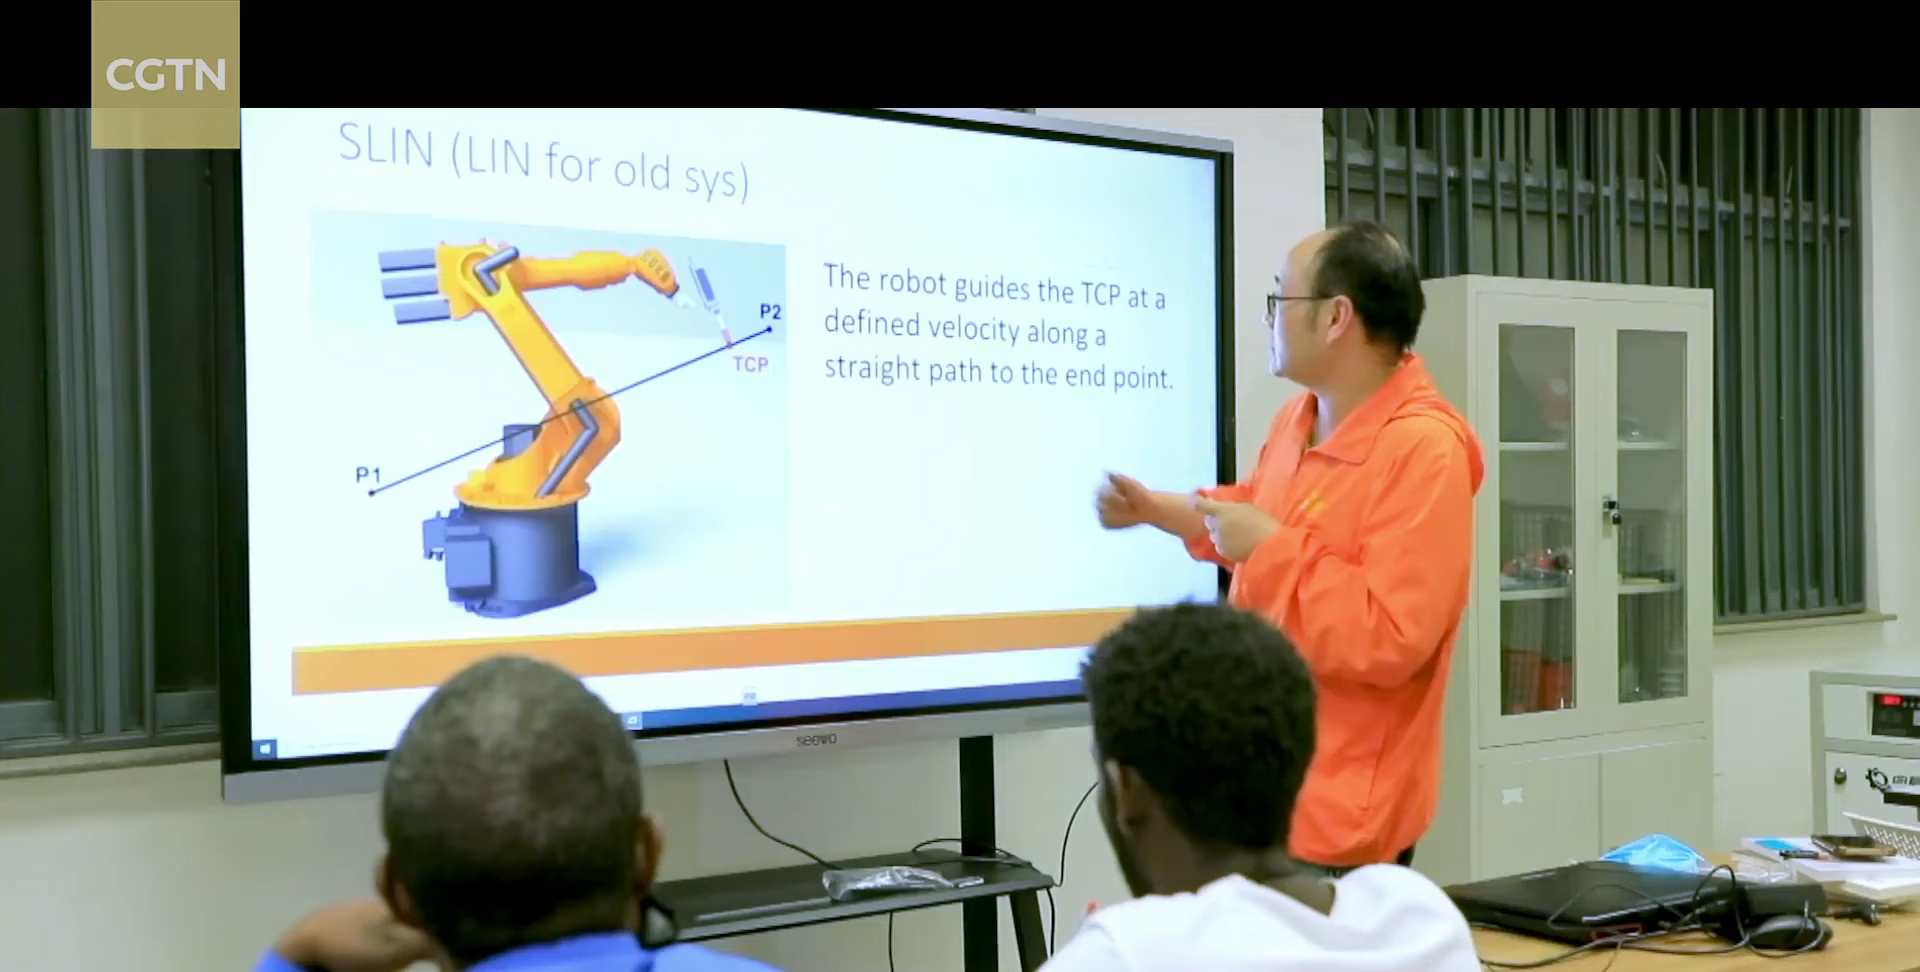 CGTN
SLIN (LIN for old sys)
The robot guides the TCP at a
defined velocity along a
straight path to the end point.
P2
TCP
P1
seewo